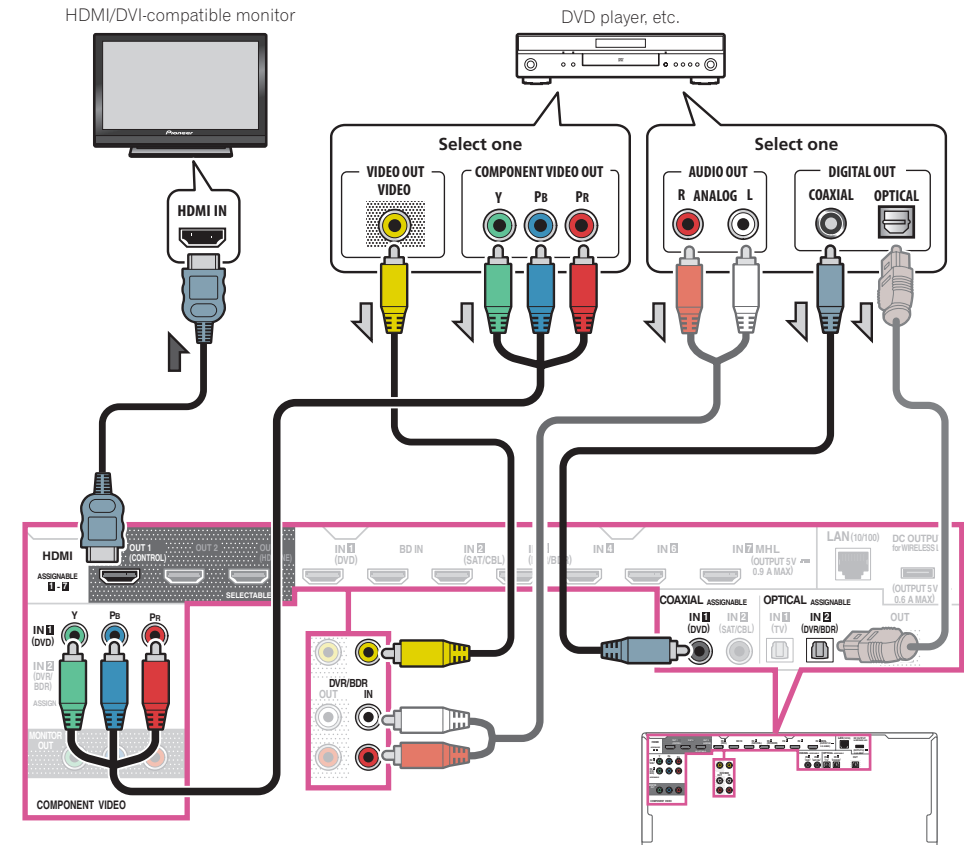 HDMI/DVI-compatible monitor
DVD player, etc.
Pioneer
HDMI IN
Select one
VIDEO OUT
VIDEO
COMPONENT VIDEO OUT
Y PB PR
Select one
AUDIO OUT
R ANALOG L
DIGITAL OUT
COAXIAL OPTICAL
HDMI
ASSIGNABLE
1 - 7
OUT 1
(CONTROL)
OUT 2
SELECTABLE
IN 1
(DVD)
BD IN
IN 2
(SAT/CBL)
IN 4
IN 6
IN 7 MHL
(OUTPUT 5V
0.9 A MAX)
LAN (10/100)
DC OUTPU
for WIRELESS L
(OUTPUT 5 V
0.6 A MAX)
Y PB PR
IN 1
(DVD)
IN 2
(DVR/
BDR)
ASSIGN
MONITOR
OUT
COMPONENT VIDEO
DVR/BDR
OUT IN
COAXIAL ASSIGNABLE
IN 1
(DVD)
IN 2
(SAT/CBL)
OPTICAL ASSIGNABLE
IN 1
(TV)
IN 2
(DVR/BDR)
OUT